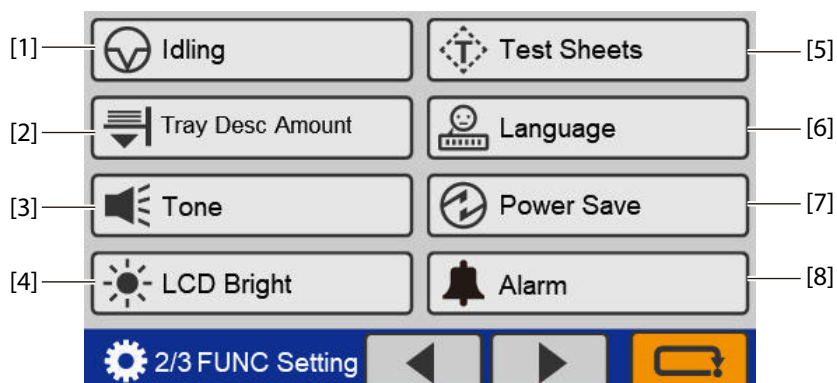 [1] Idling
[5] Test Sheets
[2] Tray Desc Amount
[6] Language
[3] Tone
[7] Power Save
[4] LCD Bright
[8] Alarm
2/3 FUNC Setting